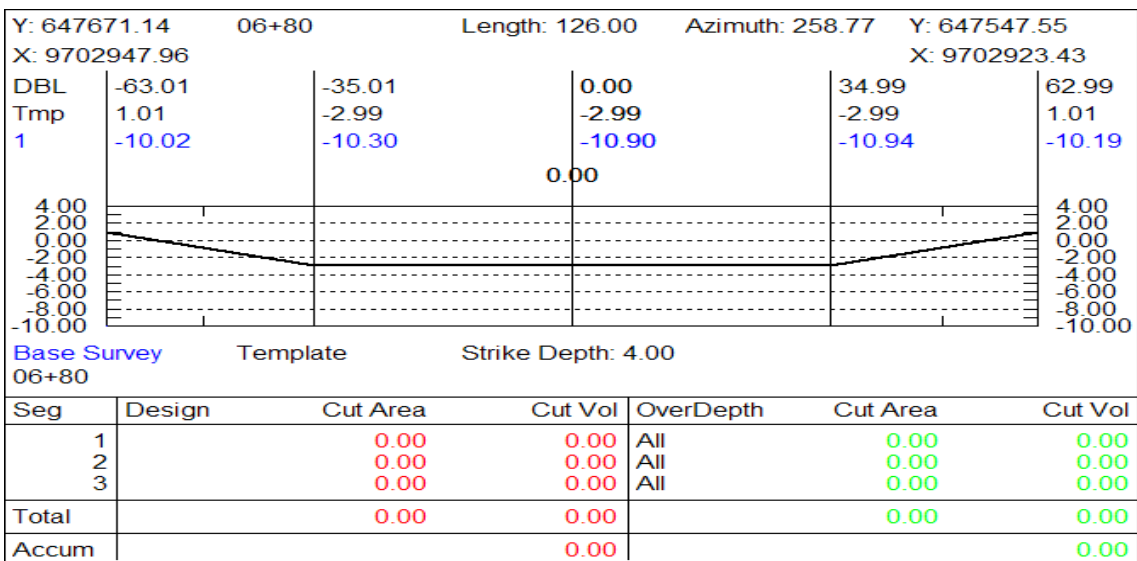 Y: 647671.14 06+80 Length: 126.00 Azimuth: 258.77 Y: 647547.55
X: 9702947.96 X: 9702923.43
DBL -63.01 -35.01 0.00 34.99 62.99
Tmp 1.01 -2.99 -2.99 -2.99 1.01
1 -10.02 -10.30 -10.90 -10.94 -10.19
0.00
4.00 4.00
2.00 2.00
0.00 0.00
-2.00 -2.00
-4.00 -4.00
-6.00 -6.00
-8.00 -8.00
-10.00 -10.00
Base Survey Template Strike Depth: 4.00
06+80
Seg Design Cut Area Cut Vol OverDepth Cut Area Cut Vol
1 0.00 0.00 All 0.00 0.00
2 0.00 0.00 All 0.00 0.00
3 0.00 0.00 All 0.00 0.00
Total 0.00 0.00 0.00 0.00
Accum 0.00 0.00